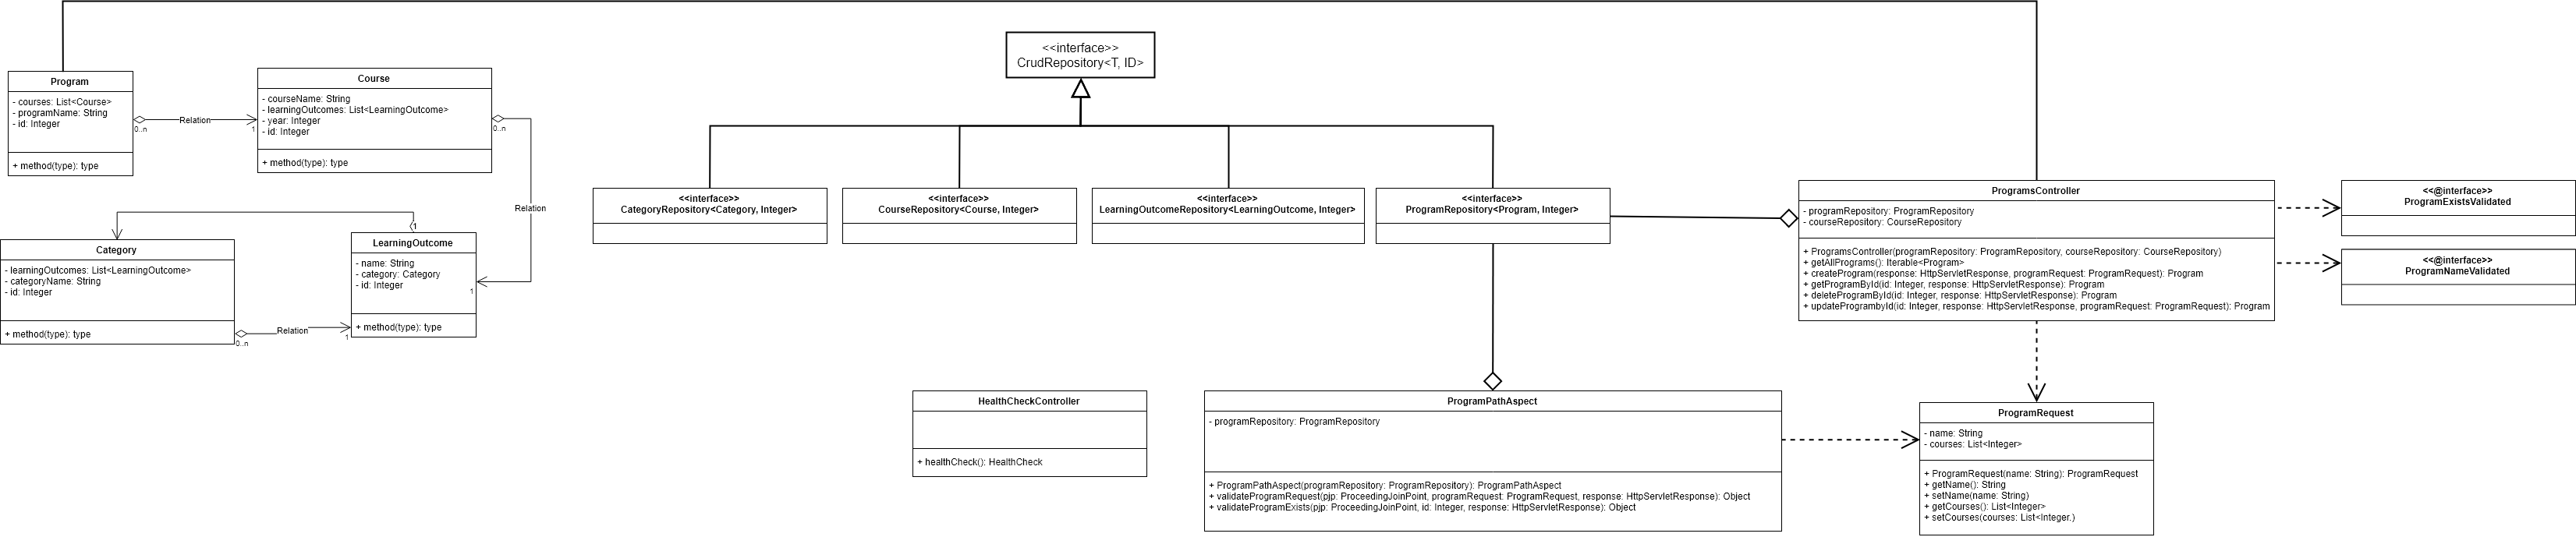 <<interface>>
CrudRepository<T, ID>
Program
- courses: List<Course>
- programName: String
- id: Integer
+ method(type): type
0..n
Relation
1
Course
- courseName: String
- learningOutcomes: List<LearningOutcome>
- year: Integer
- id: Integer
+ method(type): type
0..n
Relation
1
Category
- learningOutcomes: List<LearningOutcome>
- categoryName: String
- id: Integer
+ method(type): type
0..n
Relation
1
1
LearningOutcome
- name: String
- category: Category
- id: Integer
+ method(type): type
<<interface>>
CategoryRepository<Category, Integer>
<<interface>>
CourseRepository<Course, Integer>
<<interface>>
LearningOutcomeRepository<LearningOutcome, Integer>
<<interface>>
ProgramRepository<Program, Integer>
ProgramsController
- programRepository: ProgramRepository
- courseRepository: CourseRepository
+ ProgramsController(programRepository: ProgramRepository, courseRepository: CourseRepository)
+ getAllPrograms(): Iterable<Program>
+ createProgram(response: HttpServletResponse, programRequest: ProgramRequest): Program
+ getProgramById(id: Integer, response: HttpServletResponse): Program
+ deleteProgramById(id: Integer, response: HttpServletResponse): Program
+ updateProgrambyId(id: Integer, response: HttpServletResponse, programRequest: ProgramRequest): Program
<<@interface>>
ProgramExistsValidated
<<@interface>>
ProgramNameValidated
HealthCheckController
+ healthCheck(): HealthCheck
ProgramPathAspect
- programRepository: ProgramRepository
+ ProgramPathAspect(programRepository: ProgramRepository): ProgramPathAspect
+ validateProgramRequest(pjp: ProceedingJoinPoint, programRequest: ProgramRequest, response: HttpServletResponse): Object
+ validateProgramExists(pjp: ProceedingJoinPoint, id: Integer, response: HttpServletResponse): Object
ProgramRequest
- name: String
- courses: List<Integer>
+ ProgramRequest(name: String): ProgramRequest
+ getName(): String
+ setName(name: String)
+ getCourses(): List<Integer>
+ setCourses(courses: List<Integer.)